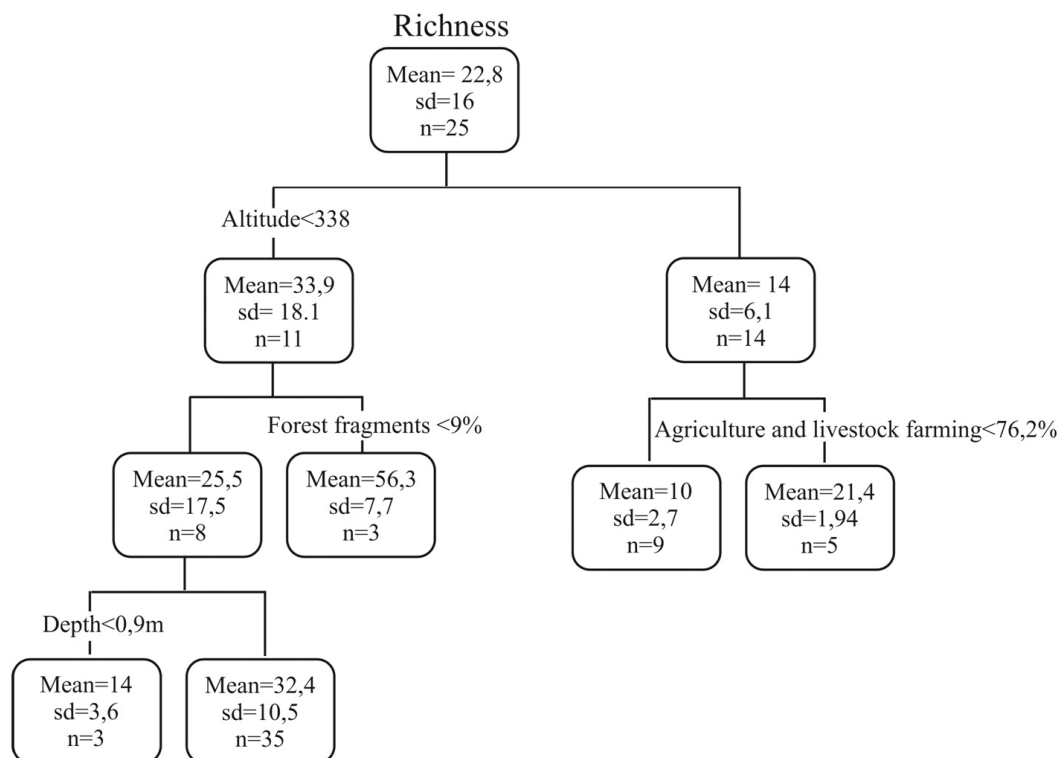 Richness
Mean= 22,8
sd=16
n=25
Altitude<338
Mean=33,9
sd= 18.1
n=11
Mean= 14
sd=6,1
n=14
Forest fragments <9%
Agriculture and livestock farming<76,2%
Mean=25,5
sd=17,5
n=8
Mean=56,3
sd=7,7
n=3
Mean=10
sd=2,7
n=9
Mean=21,4
sd=1,94
n=5
Depth<0,9m
Mean=14
sd=3,6
n=3
Mean=32,4
sd=10,5
n=35